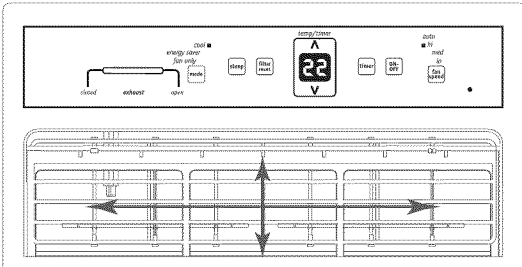 temp/timer
cool
energy saver
fan only
mode
sleep
filter
reset
22
timer
ON-
OFF
auto
hi
med
lo
fan
speed
closed
exhaust
open